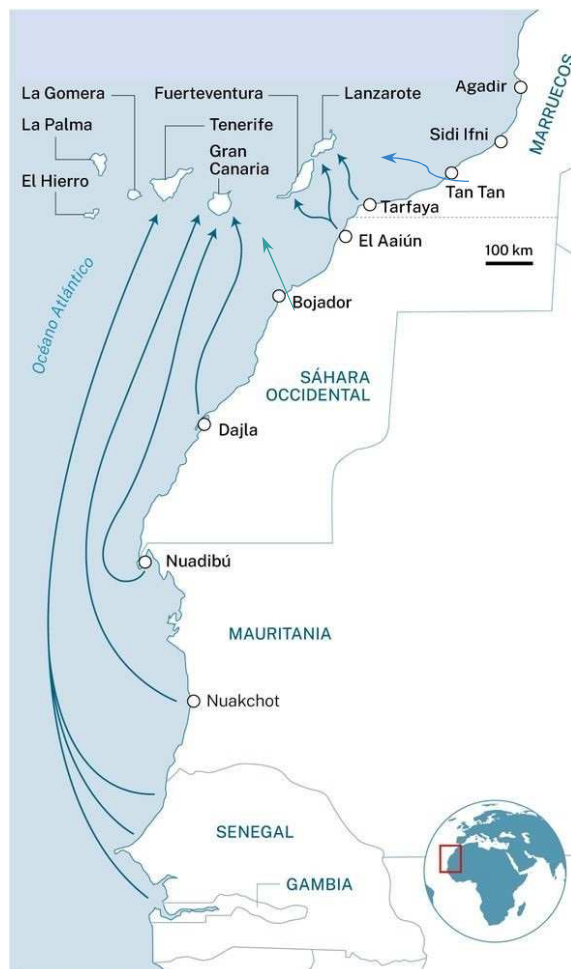 La Gomera
Fuerteventura
Lanzarote
Agadir
MARRUECOS
La Palma
Tenerife
Sidi Ifni
El Hierro
Gran
Canaria
Tan Tan
Tarfaya
El Aaiún
100 km
Océano Atlántico
Bojador
SÁHARA
OCCIDENTAL
Dajla
Nuadibú
MAURITANIA
Nuakchot
SENEGAL
GAMBIA